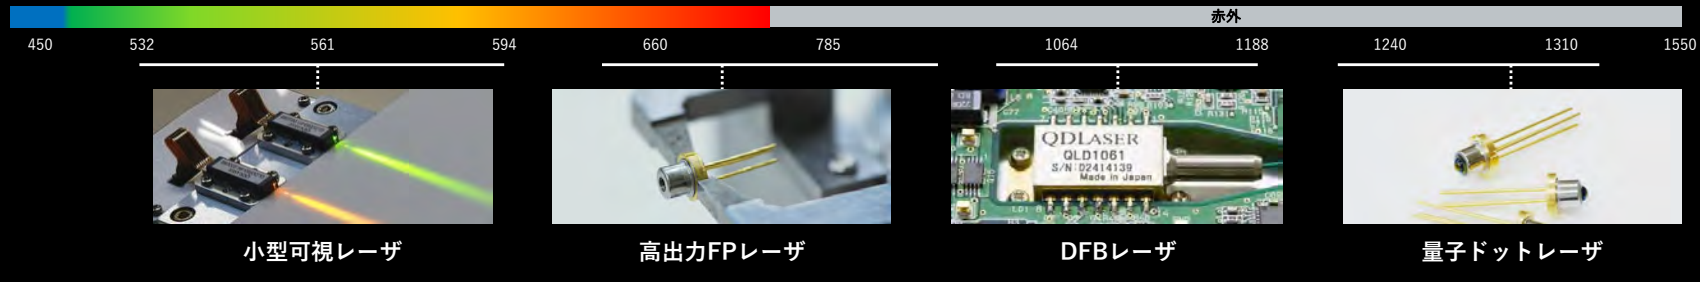 赤外
450 532 561 594 660 785 1064 1188 1240 1310 1550
QDLASER
QLD1061
S/N:02414139
Made in Japan
小型可視レーザ 高出力FPレーザ DFBレーザ 量子ドットレーザ